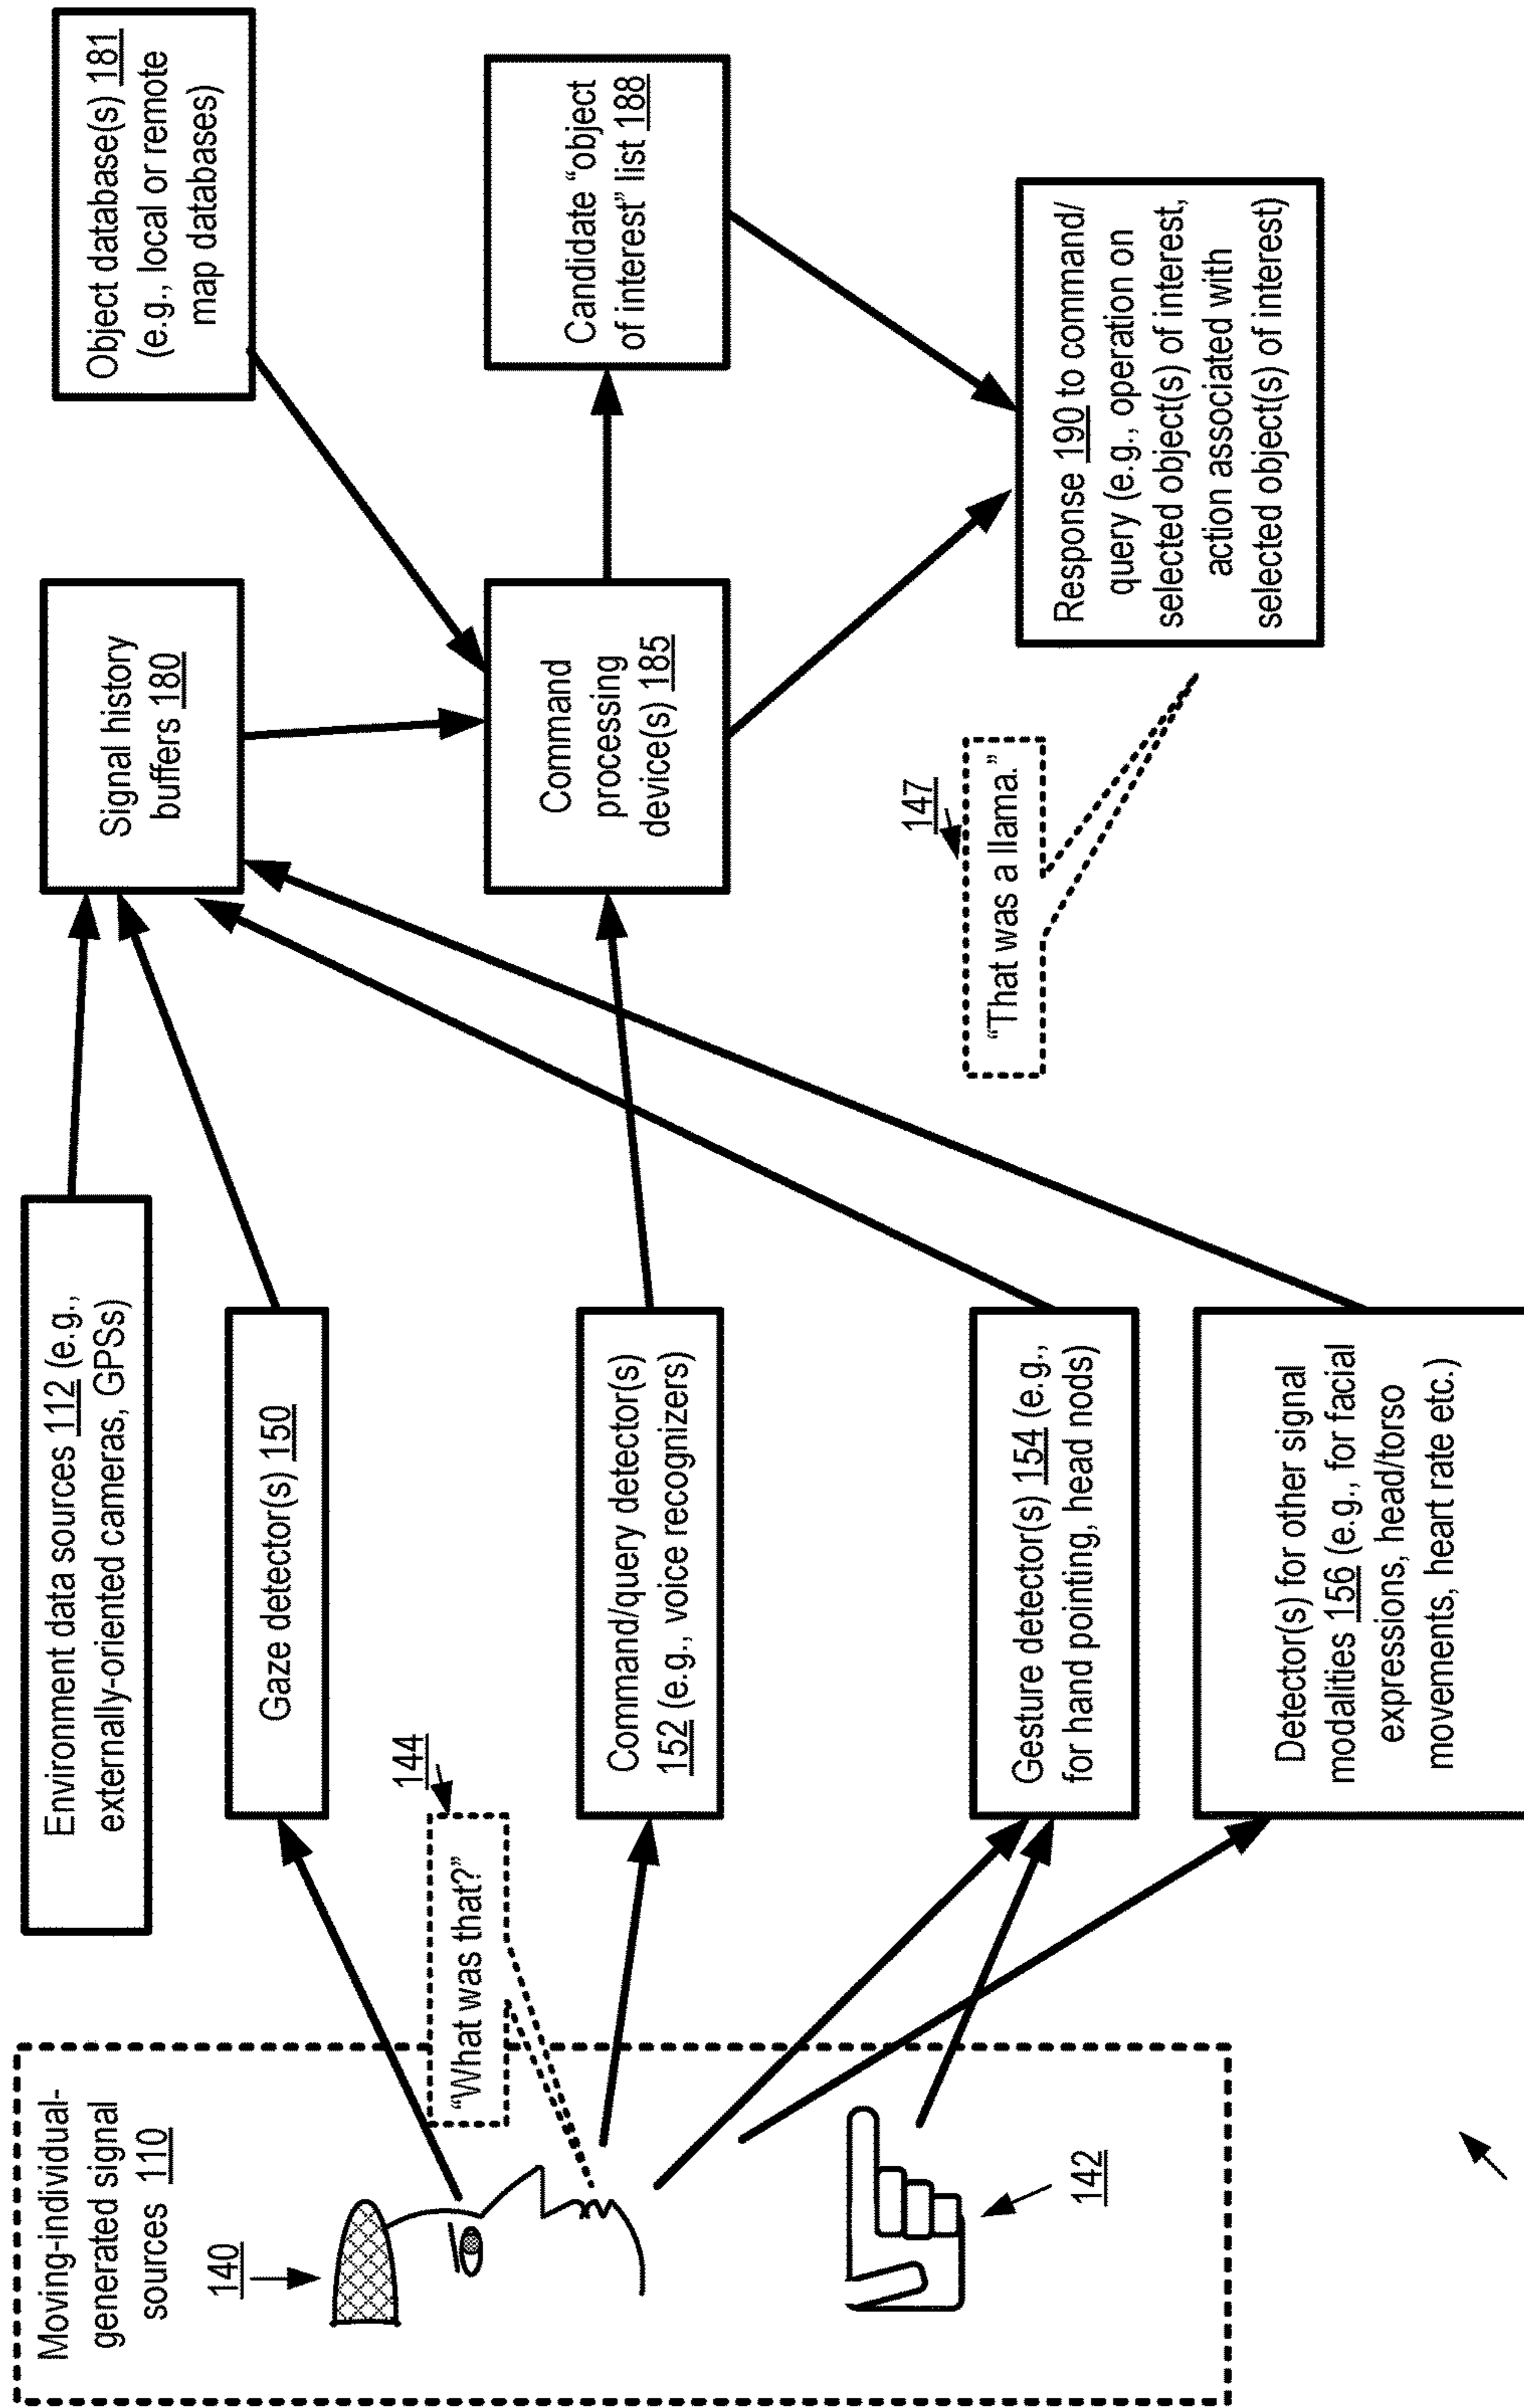 Moving-individual-
generated signal
sources 110
140
142
"What was that?"
144
Environment data sources 112 (e.g.,
externally-oriented cameras, GPSs)
Gaze detector(s) 150
Command/query detector(s)
152 (e.g., voice recognizers)
Gesture detector(s) 154 (e.g.,
for hand pointing, head nods)
Detector(s) for other signal
modalities 156 (e.g., for facial
expressions, head/torso
movements, heart rate etc.)
Signal history
buffers 180
Object database(s) 181
(e.g., local or remote
map databases)
Command
processing
device(s) 185
Candidate “object
of interest” list 188
147
“That was a llama.”
Response 190 to command/
query (e.g., operation on
selected object(s) of interest,
action associated with
selected object(s) of interest)